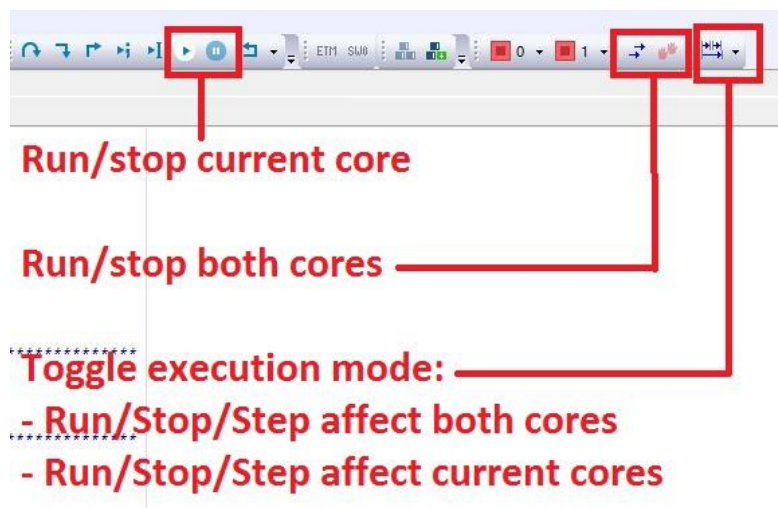 ETM SWO 0 1
Run/stop current core
Run/stop both cores
**************
Toggle execution mode:
- Run/Stop/Step affect both cores
**************
- Run/Stop/Step affect current cores